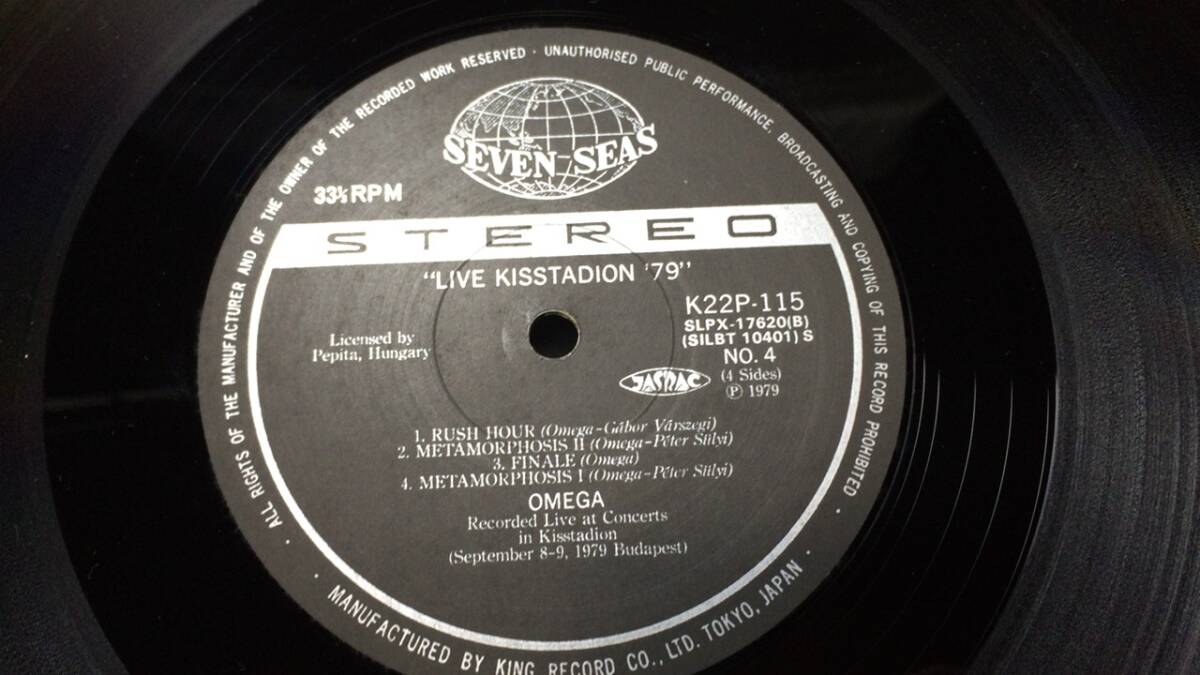 ALL RIGHTS OF THE MANUFACTURER AND OF THE OWNER OF THE RECORDED WORK RESERVED · UNAUTHORISED PUBLIC PERFORMANCE, BROADCASTING AND COPYING OF THIS RECORD PROHIBITED
SEVEN SEAS
33⅓ RPM
STEREO
"LIVE KISSTADION '79"
K22P-115
SLPX-17620(B)
(SILBT 10401) S
Licensed by
Pepita, Hungary
NO. 4
(4 Sides)
JASRAC
℗ 1979
1. RUSH HOUR (Omega-Gábor Várszegi)
2. METAMORPHOSIS II (Omega-Péter Sülyi)
3. FINALE (Omega)
4. METAMORPHOSIS I (Omega-Péter Sülyi)
OMEGA
Recorded Live at Concerts
in Kisstadion
(September 8-9, 1979 Budapest)
· MANUFACTURED BY KING RECORD CO., LTD. TOKYO, JAPAN ·